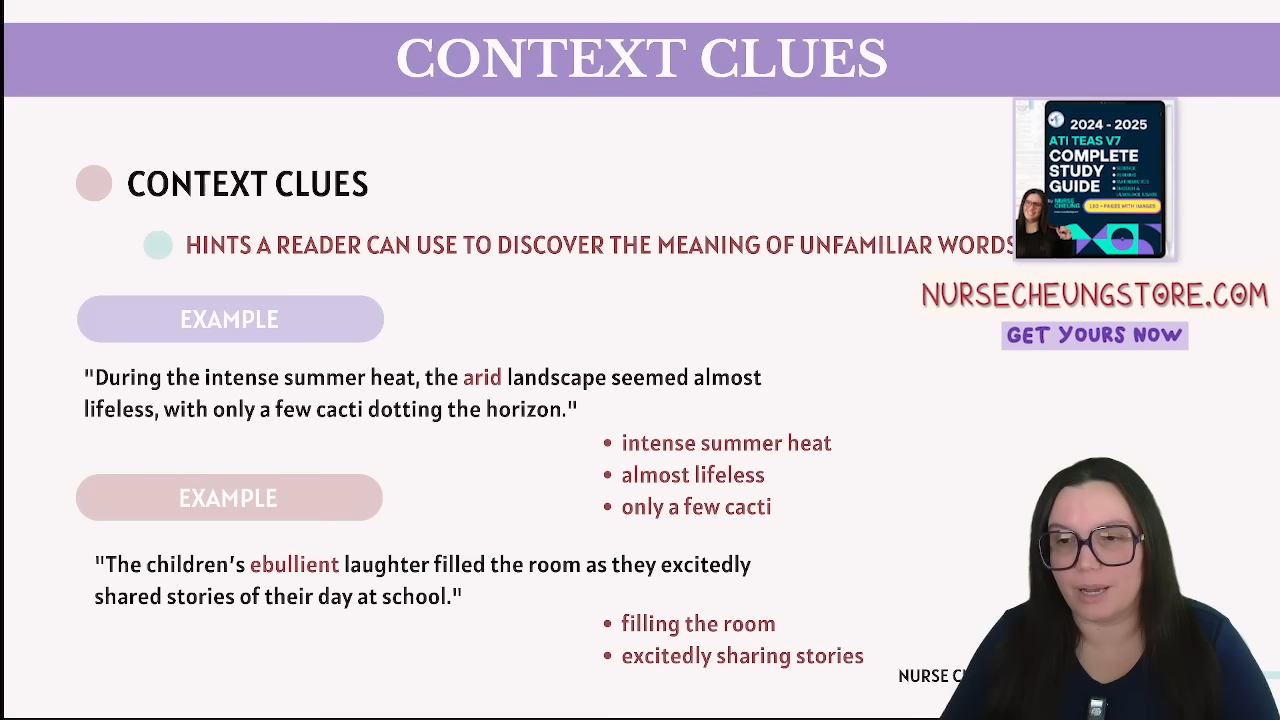 CONTEXT CLUES
CONTEXT CLUES
HINTS A READER CAN USE TO DISCOVER THE MEANING OF UNFAMILIAR WORDS
2024 - 2025
ATI TEAS V7
COMPLETE
STUDY
GUIDE
NURSECHEUNGSTORE.COM
GET YOURS NOW
EXAMPLE
"During the intense summer heat, the arid landscape seemed almost
lifeless, with only a few cacti dotting the horizon."
• intense summer heat
• almost lifeless
• only a few cacti
EXAMPLE
"The children's ebullient laughter filled the room as they excitedly
shared stories of their day at school."
• filling the room
• excitedly sharing stories
NURSE